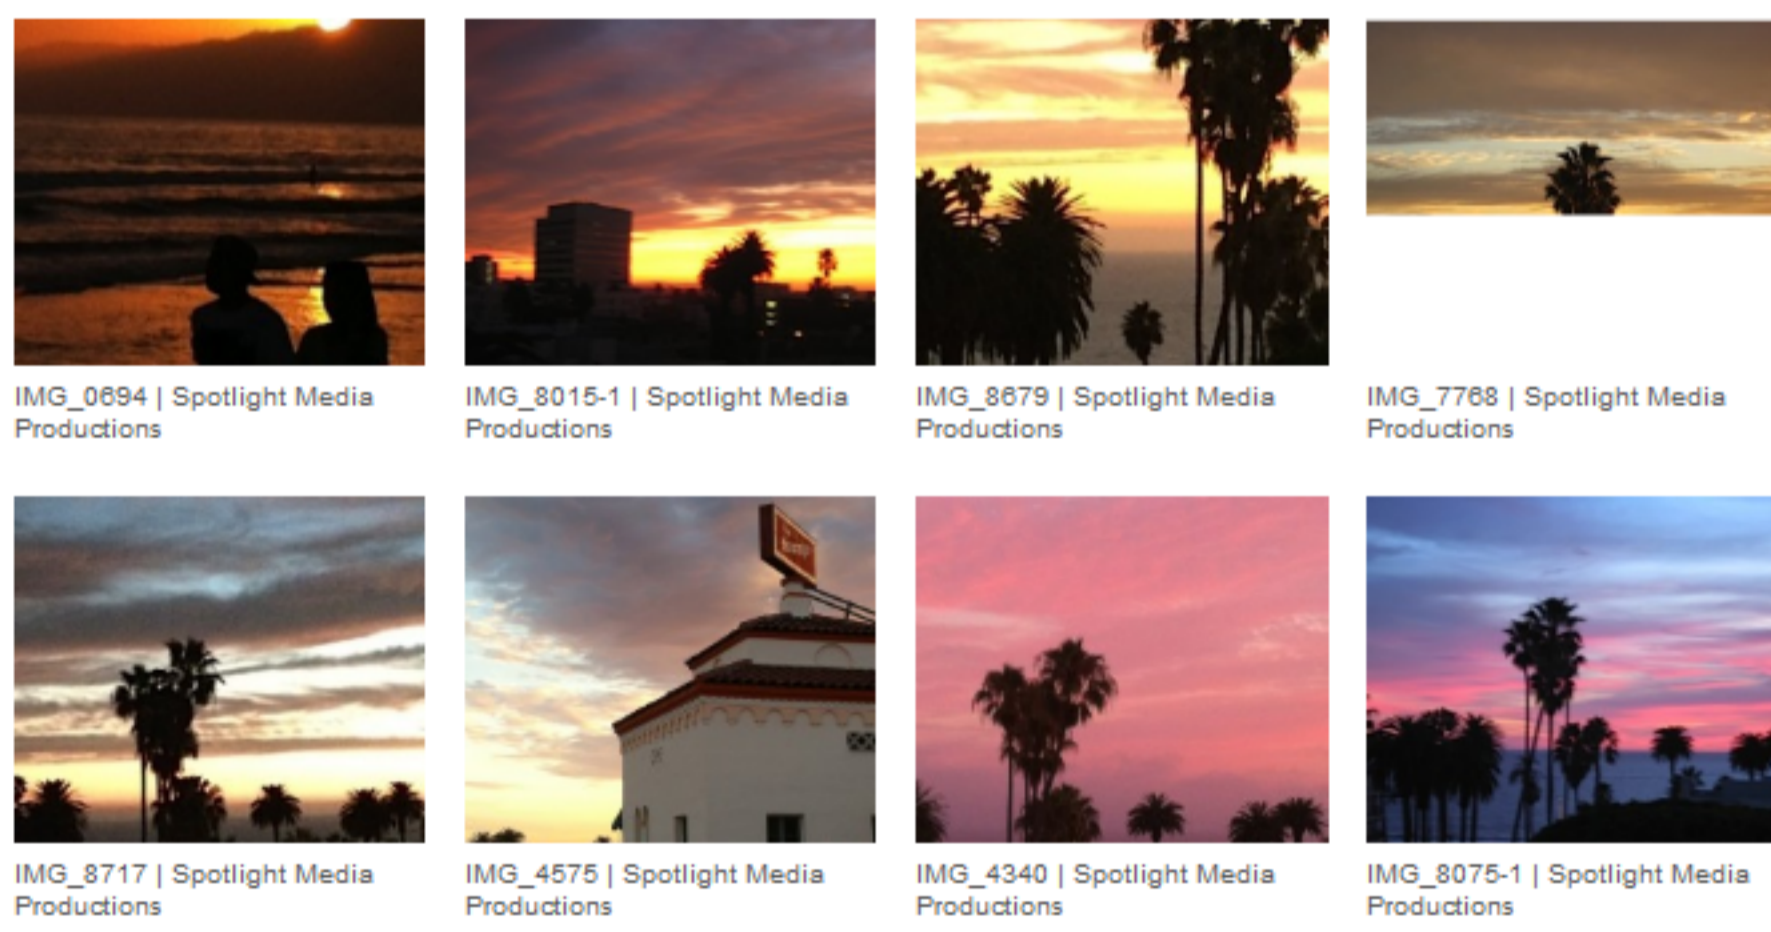 IMG_0694 | Spotlight Media
Productions
IMG_8015-1 | Spotlight Media
Productions
IMG_8679 | Spotlight Media
Productions
IMG_7768 | Spotlight Media
Productions
IMG_8717 | Spotlight Media
Productions
IMG_4575 | Spotlight Media
Productions
IMG_4340 | Spotlight Media
Productions
IMG_8075-1 | Spotlight Media
Productions